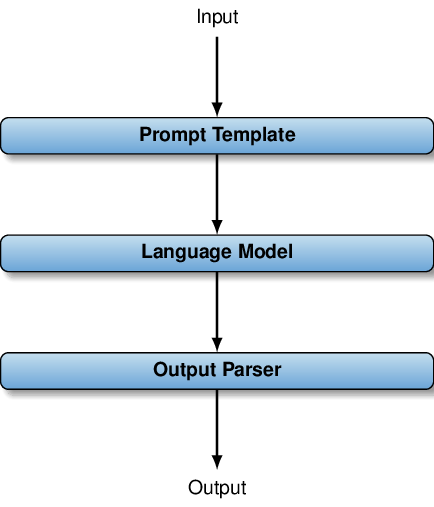 Input
Prompt Template
Language Model
Output Parser
Output